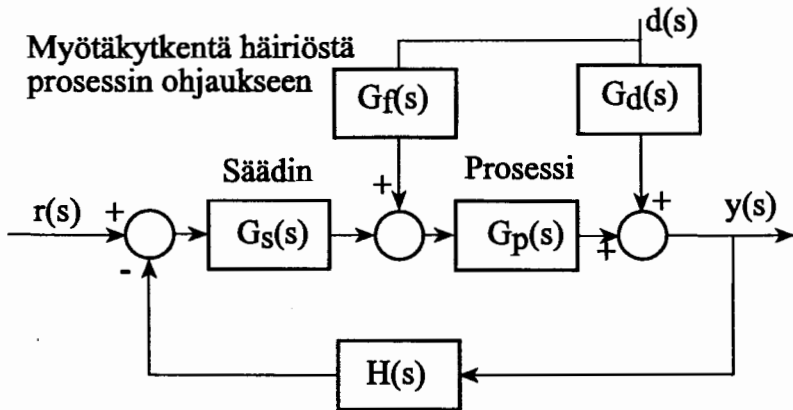 Myötäkytkentä häiriöstä
prosessin ohjaukseen
d(s)
Gf(s)
Gd(s)
Säädin
Prosessi
+
+
r(s)
+
Gs(s)
Gp(s)
+
y(s)
-
H(s)